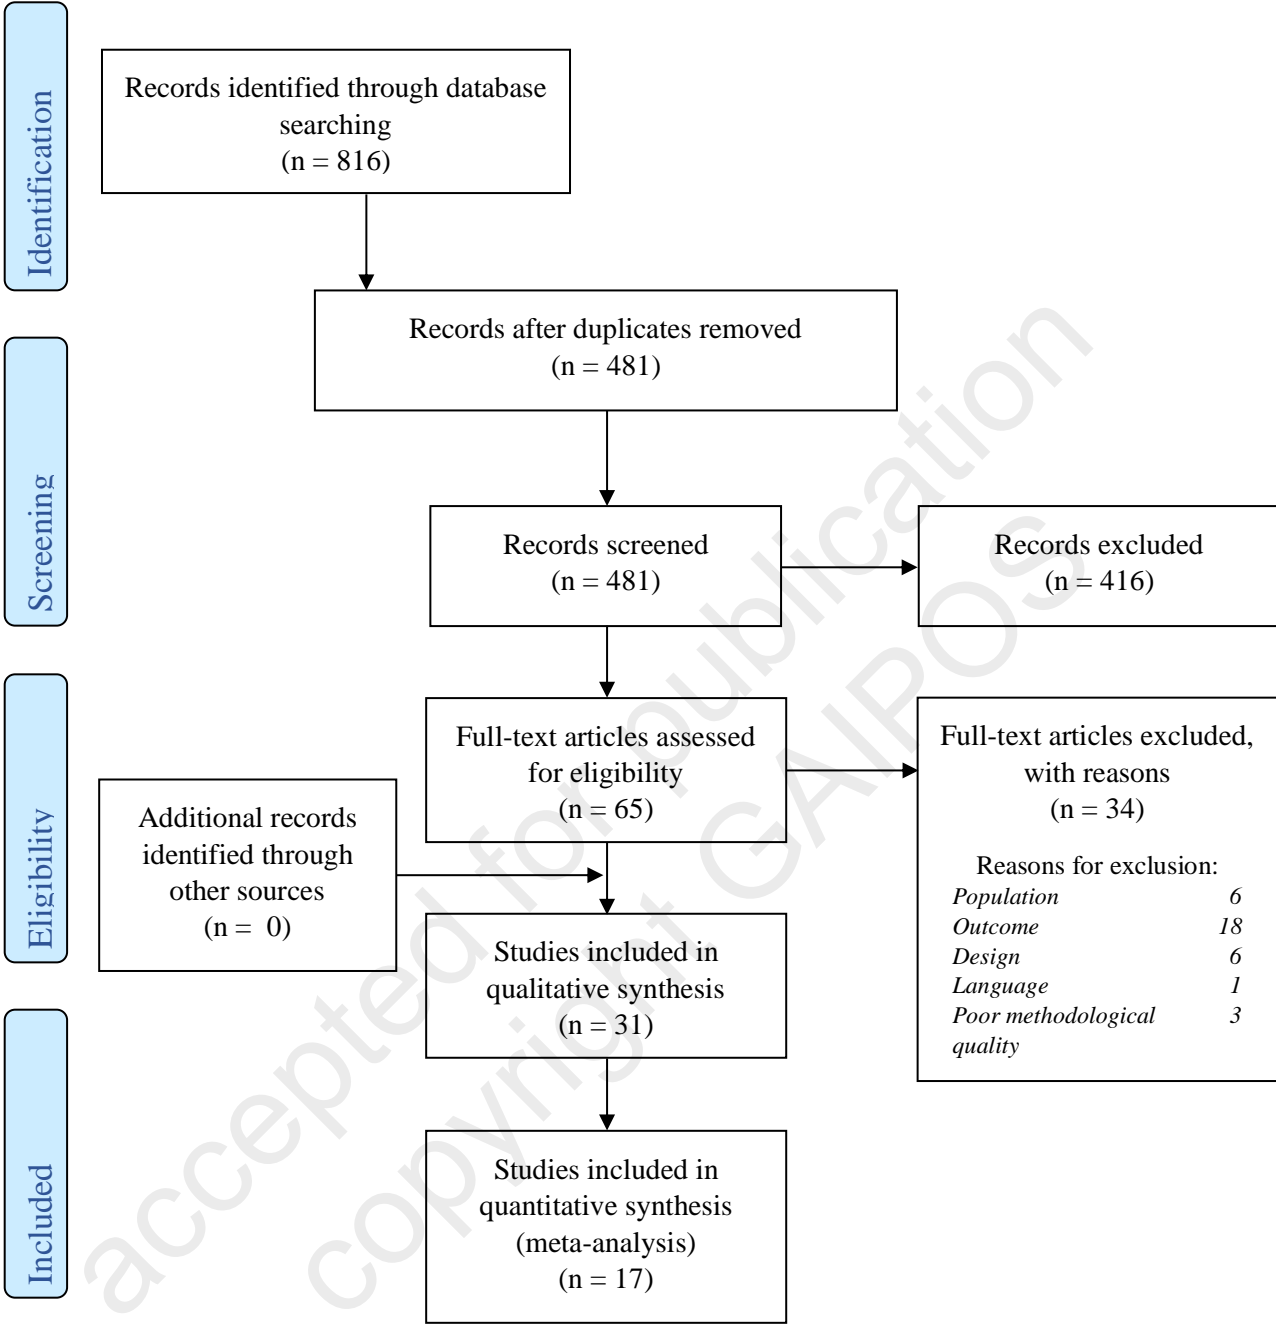 Identification
Records identified through database
searching
(n = 816)
Records after duplicates removed
(n = 481)
Screening
Records screened
(n = 481)
Records excluded
(n = 416)
Eligibility
Full-text articles assessed
for eligibility
(n = 65)
Full-text articles excluded,
with reasons
(n = 34)
Reasons for exclusion:
Population 6
Outcome 18
Design 6
Language 1
Poor methodological 3
quality
Additional records
identified through
other sources
(n = 0)
Studies included in
qualitative synthesis
(n = 31)
Included
Studies included in
quantitative synthesis
(meta-analysis)
(n = 17)
accepted for publication
copyright GAIPOS